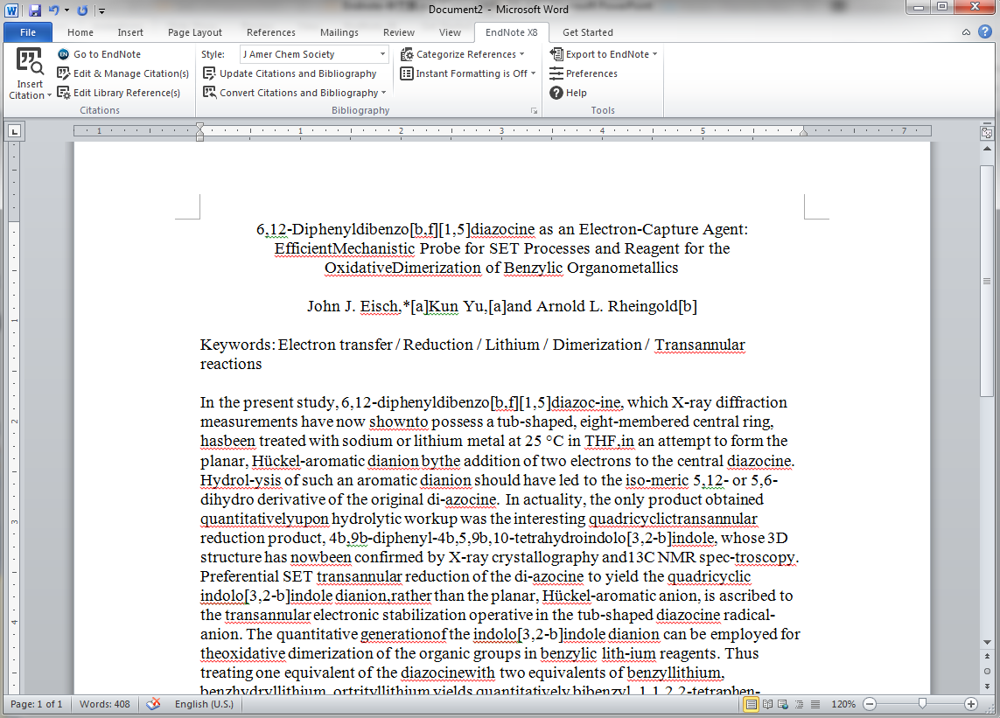 Document2 - Microsoft Word
File Home Insert Page Layout References Mailings Review View EndNote X8 Get Started
Insert Citation
Go to EndNote
Edit & Manage Citation(s)
Edit Library Reference(s)
Citations
Style: J Amer Chem Society
Update Citations and Bibliography
Convert Citations and Bibliography
Categorize References
Instant Formatting is Off
Bibliography
Export to EndNote
Preferences
Help
Tools
1 1 2 3 4 5 7
6,12-Diphenyldibenzo[b,f][1,5]diazocine as an Electron-Capture Agent:
EfficientMechanistic Probe for SET Processes and Reagent for the
OxidativeDimerization of Benzylic Organometallics
John J. Eisch,*[a]Kun Yu,[a]and Arnold L. Rheingold[b]
Keywords: Electron transfer / Reduction / Lithium / Dimerization / Transannular
reactions
In the present study, 6,12-diphenyldibenzo[b,f][1,5]diazoc-ine, which X-ray diffraction
measurements have now shownto possess a tub-shaped, eight-membered central ring,
hasbeen treated with sodium or lithium metal at 25 °C in THF,in an attempt to form the
planar, Hückel-aromatic dianion bythe addition of two electrons to the central diazocine.
Hydrol-ysis of such an aromatic dianion should have led to the iso-meric 5,12- or 5,6-
dihydro derivative of the original di-azocine. In actuality, the only product obtained
quantitativelyupon hydrolytic workup was the interesting quadricyclictransannular
reduction product, 4b,9b-diphenyl-4b,5,9b,10-tetrahydroindolo[3,2-b]indole, whose 3D
structure has nowbeen confirmed by X-ray crystallography and13C NMR spec-troscopy.
Preferential SET transannular reduction of the di-azocine to yield the quadricyclic
indolo[3,2-b]indole dianion,rather than the planar, Hückel-aromatic anion, is ascribed to
the transannular electronic stabilization operative in the tub-shaped diazocine radical-
anion. The quantitative generationof the indolo[3,2-b]indole dianion can be employed for
theoxidative dimerization of the organic groups in benzylic lith-ium reagents. Thus
treating one equivalent of the diazocinewith two equivalents of benzyllithium,
benzhydryllithium, ortrityllithium yields quantitatively bibenzyl, 1,1,2,2-tetraphen-
Page: 1 of 1 Words: 408 English (U.S.) 120%